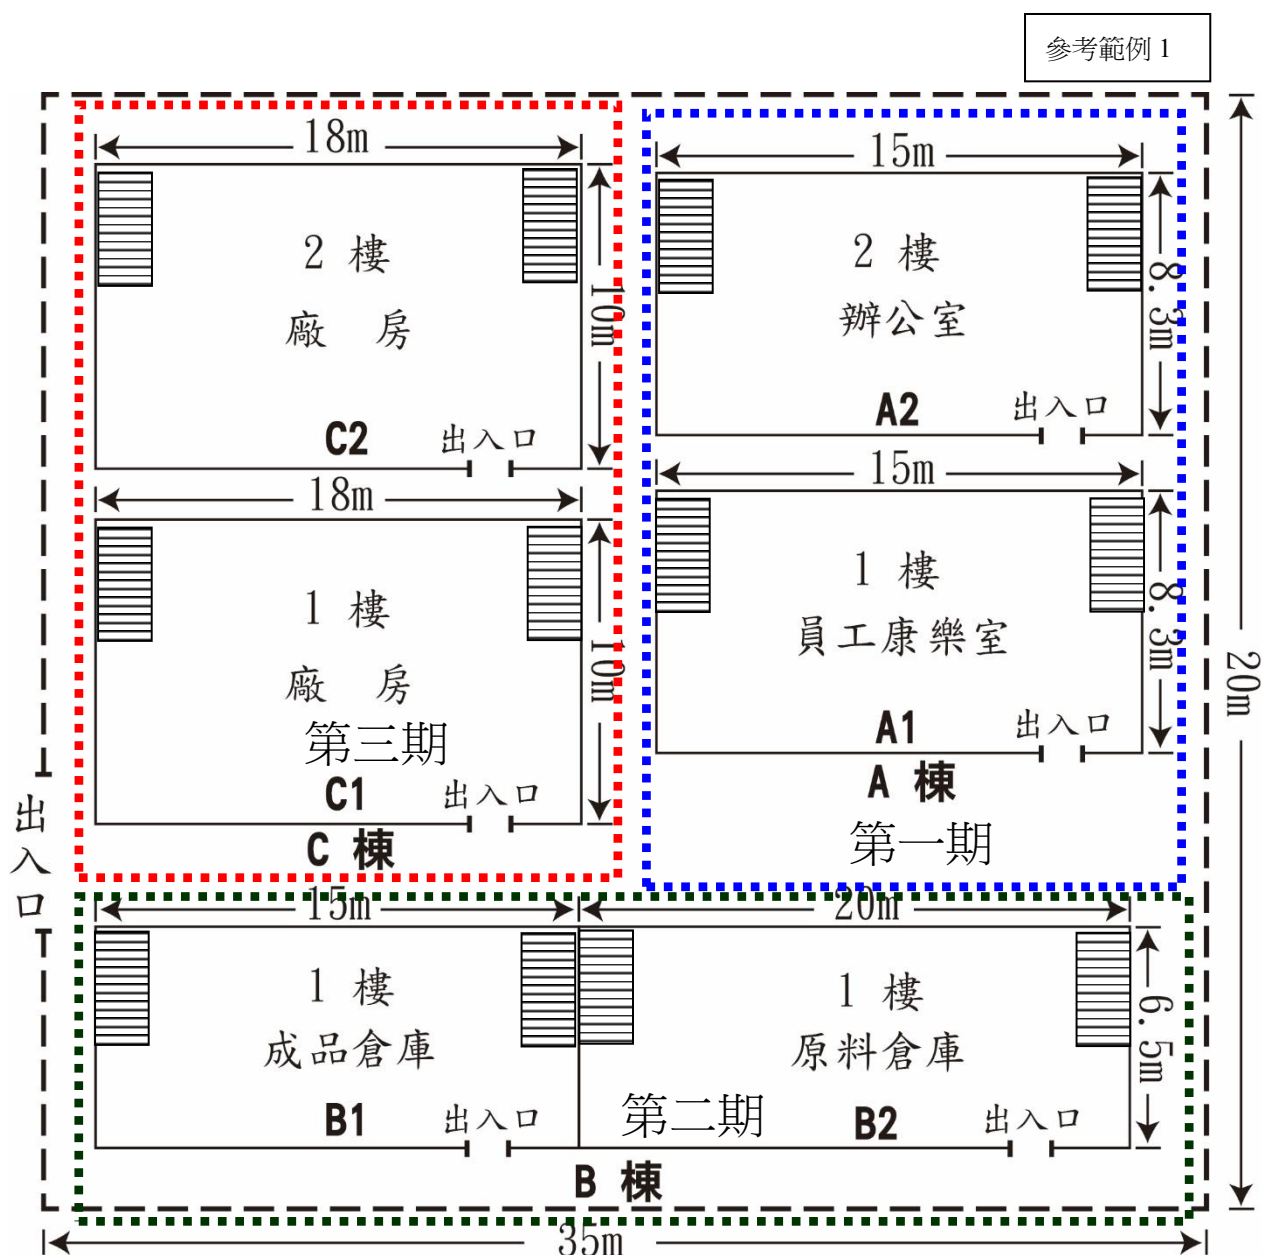 參考範例 1
18m
2 樓
廠 房
C2
出入口
10m
18m
1 樓
廠 房
第三期
C1
出入口
10m
C 棟
15m
2 樓
辦公室
A2
出入口
8.3m
15m
1 樓
員工康樂室
A1
出入口
8.3m
A 棟
第一期
20m
出入口
15m
1 樓
成品倉庫
B1
出入口
20m
1 樓
原料倉庫
第二期
B2
出入口
6.5m
B 棟
35m